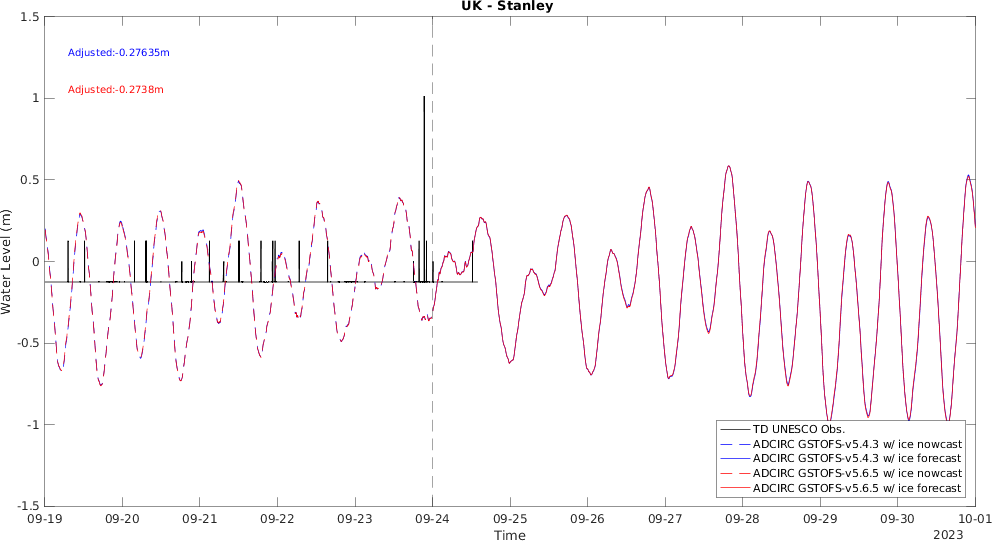 UK - Stanley
Adjusted:-0.27635m
Adjusted:-0.2738m
Water Level (m)
1.5
1
0.5
0
-0.5
-1
-1.5
TD UNESCO Obs.
ADCIRC GSTOFS-v5.4.3 w/ ice nowcast
ADCIRC GSTOFS-v5.4.3 w/ ice forecast
ADCIRC GSTOFS-v5.6.5 w/ ice nowcast
ADCIRC GSTOFS-v5.6.5 w/ ice forecast
09-19 09-20 09-21 09-22 09-23 09-24 09-25 09-26 09-27 09-28 09-29 09-30 10-01
Time
2023